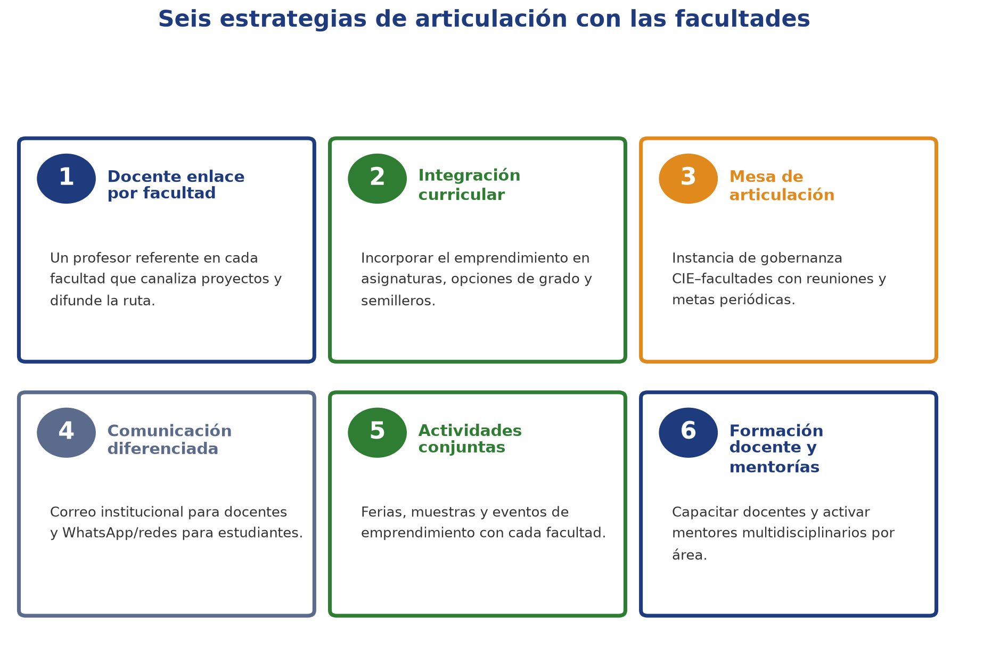 Seis estrategias de articulación con las facultades
1
Docente enlace
por facultad
Un profesor referente en cada
facultad que canaliza proyectos y
difunde la ruta.
2
Integración
curricular
Incorporar el emprendimiento en
asignaturas, opciones de grado y
semilleros.
3
Mesa de
articulación
Instancia de gobernanza
CIE–facultades con reuniones y
metas periódicas.
4
Comunicación
diferenciada
Correo institucional para docentes
y WhatsApp/redes para estudiantes.
5
Actividades
conjuntas
Ferias, muestras y eventos de
emprendimiento con cada facultad.
6
Formación
docente y
mentorías
Capacitar docentes y activar
mentores multidisciplinarios por
área.